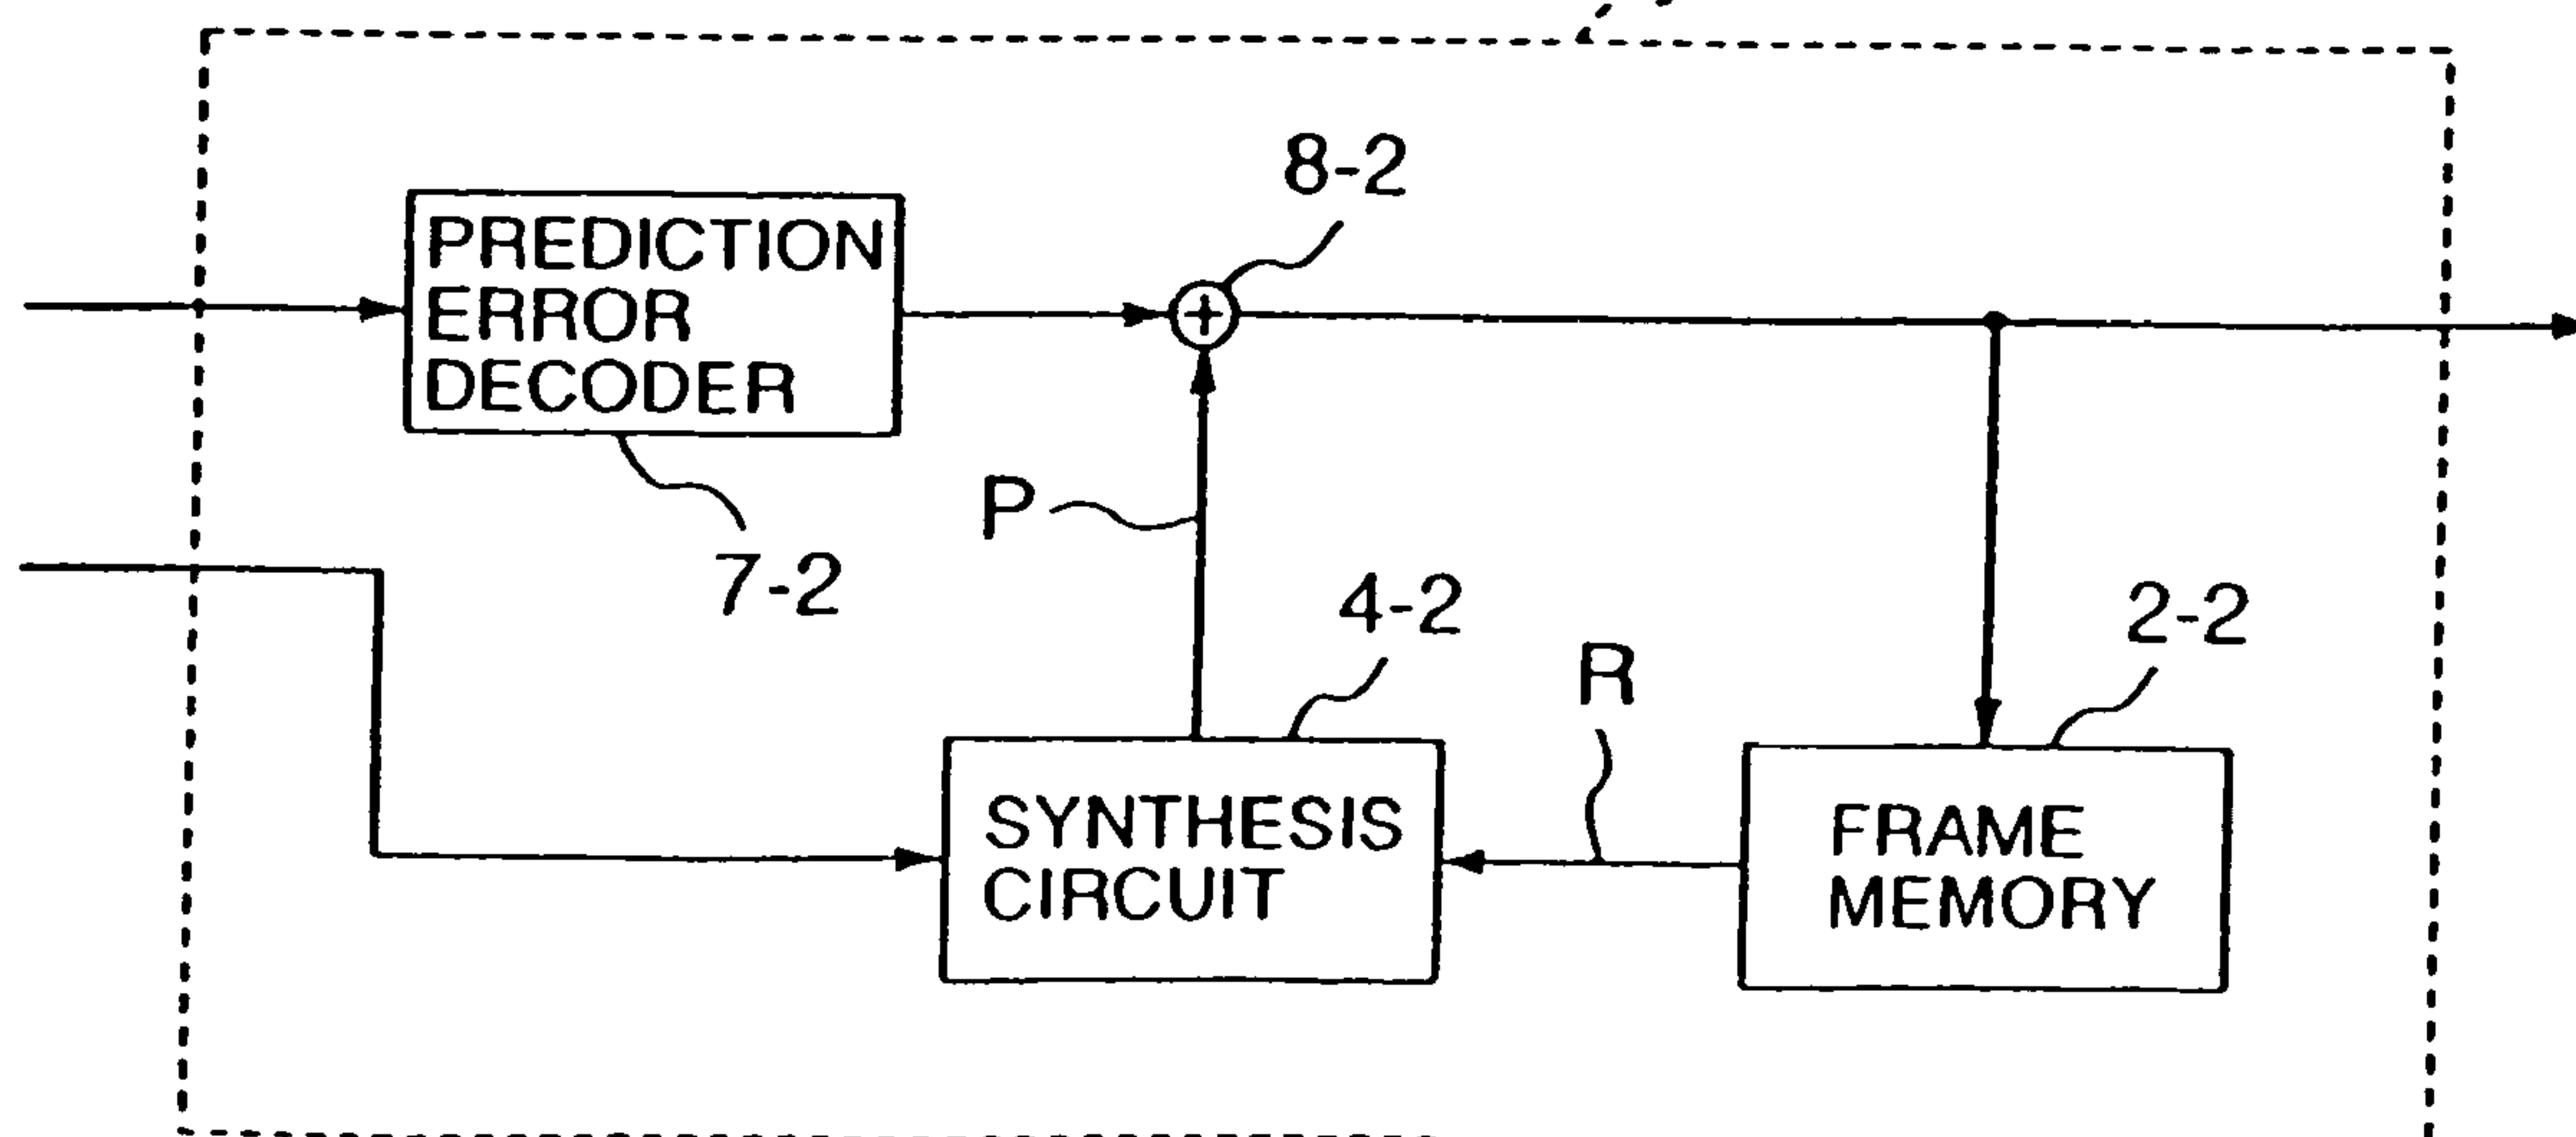 8-2
PREDICTION
ERROR
DECODER
+
P
7-2
4-2
2-2
R
SYNTHESIS
CIRCUIT
FRAME
MEMORY